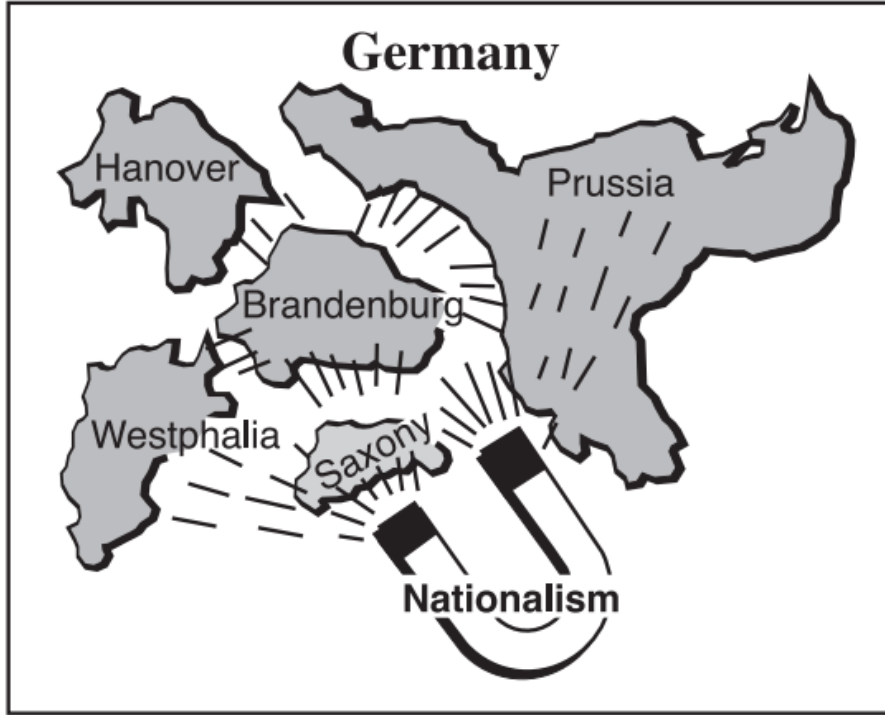 Germany
Hanover
Prussia
Brandenburg
Westphalia
Saxony
Nationalism